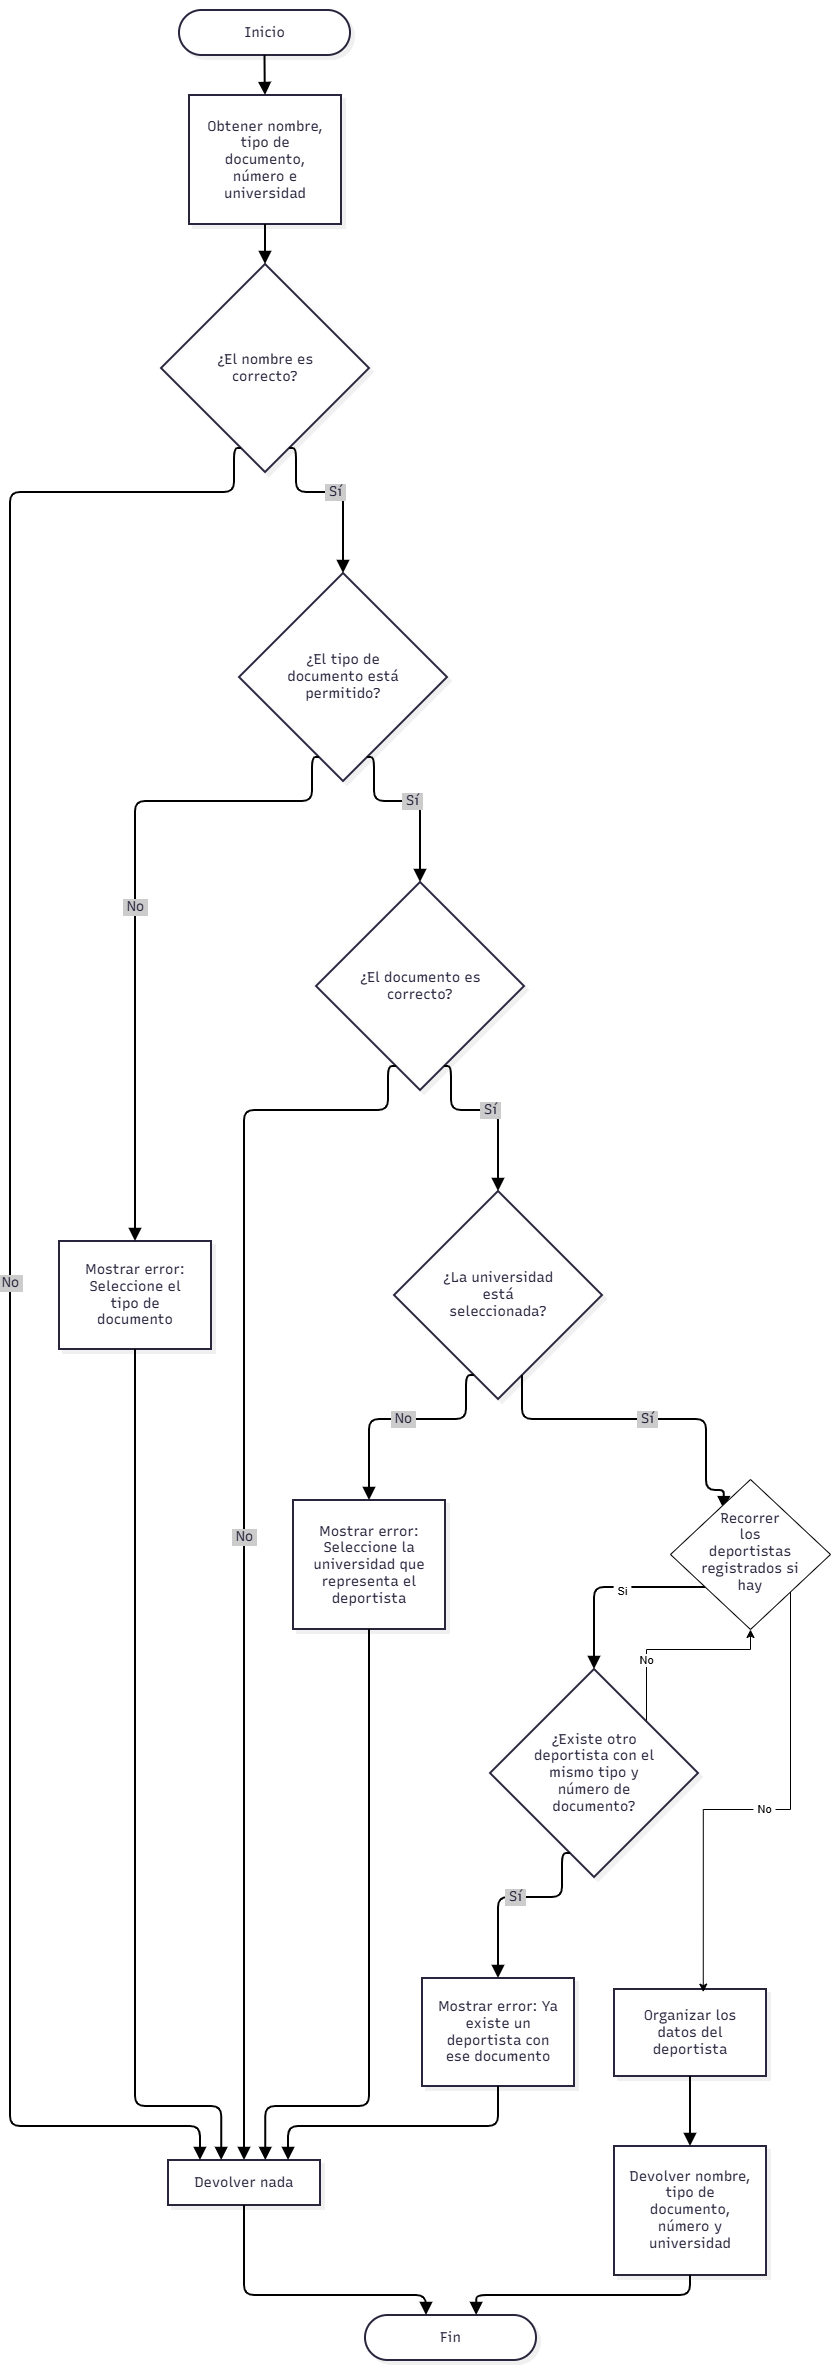 Inicio
Obtener nombre,
tipo de
documento,
número e
universidad
¿El nombre es
correcto?
Sí
¿El tipo de
documento está
permitido?
Sí
No
¿El documento es
correcto?
Sí
Mostrar error:
Seleccione el
tipo de
documento
No
¿La universidad
está
seleccionada?
No
Sí
Mostrar error:
Seleccione la
universidad que
representa el
deportista
No
Recorrer
los
deportistas
registrados si
hay
Si
No
¿Existe otro
deportista con el
mismo tipo y
número de
documento?
No
Sí
Mostrar error: Ya
existe un
deportista con
ese documento
Organizar los
datos del
deportista
Devolver nada
Devolver nombre,
tipo de
documento,
número y
universidad
Fin